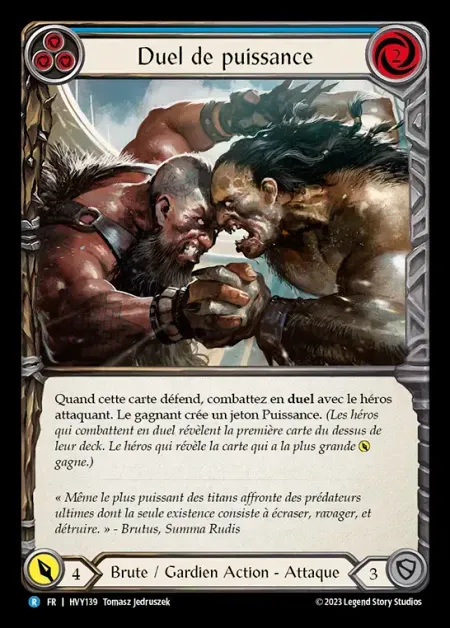 Duel de puissance
2
Quand cette carte défend, combattez en duel avec le héros
attaquant. Le gagnant crée un jeton Puissance. (Les héros
qui combattent en duel révèlent la première carte du dessus
de leur deck. Le héros qui révèle la carte qui a la plus grande
gagne.)
« Même le plus puissant des titans affronte des prédateurs
ultimes dont la seule existence consiste à écraser, ravager, et
détruire. » - Brutus, Summa Rudis
4 Brute / Gardien Action - Attaque 3
R FR | HVY139 Tomasz Jedruszek © 2023 Legend Story Studios